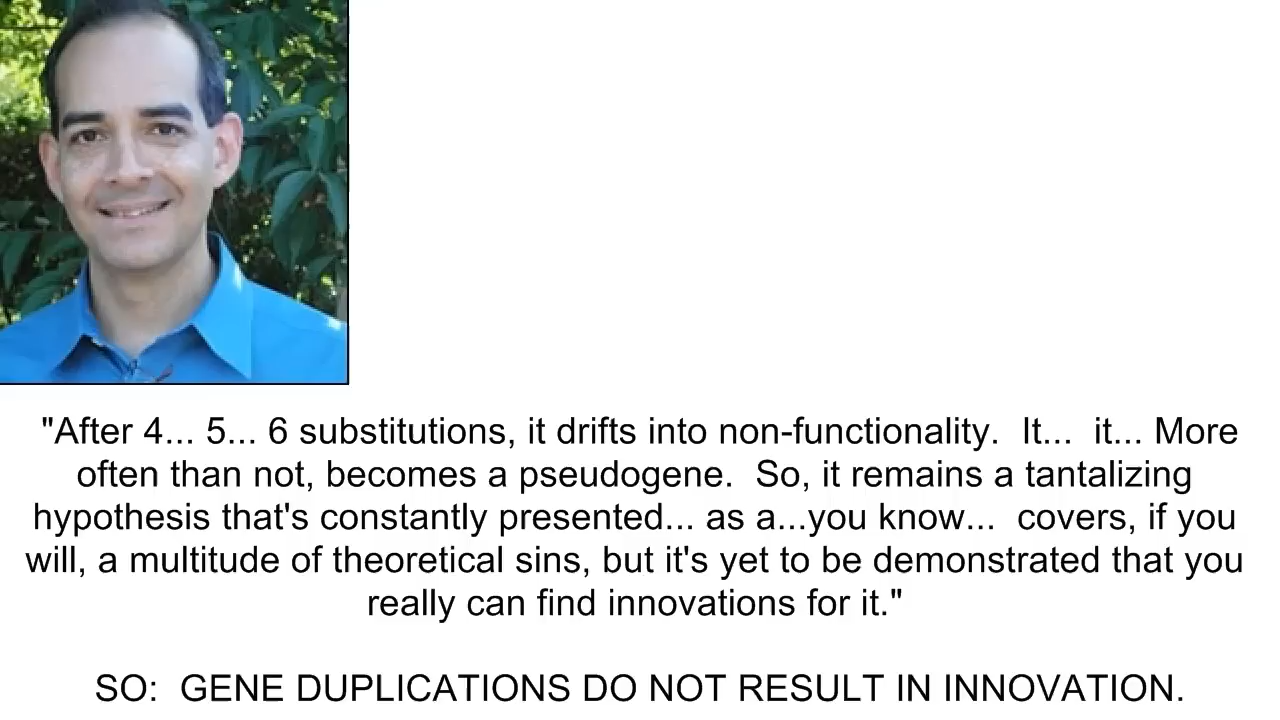 "After 4... 5... 6 substitutions, it drifts into non-functionality.  It...  it... More
often than not, becomes a pseudogene.  So, it remains a tantalizing
hypothesis that's constantly presented... as a...you know...  covers, if you
will, a multitude of theoretical sins, but it's yet to be demonstrated that you
really can find innovations for it."
SO:  GENE DUPLICATIONS DO NOT RESULT IN INNOVATION.